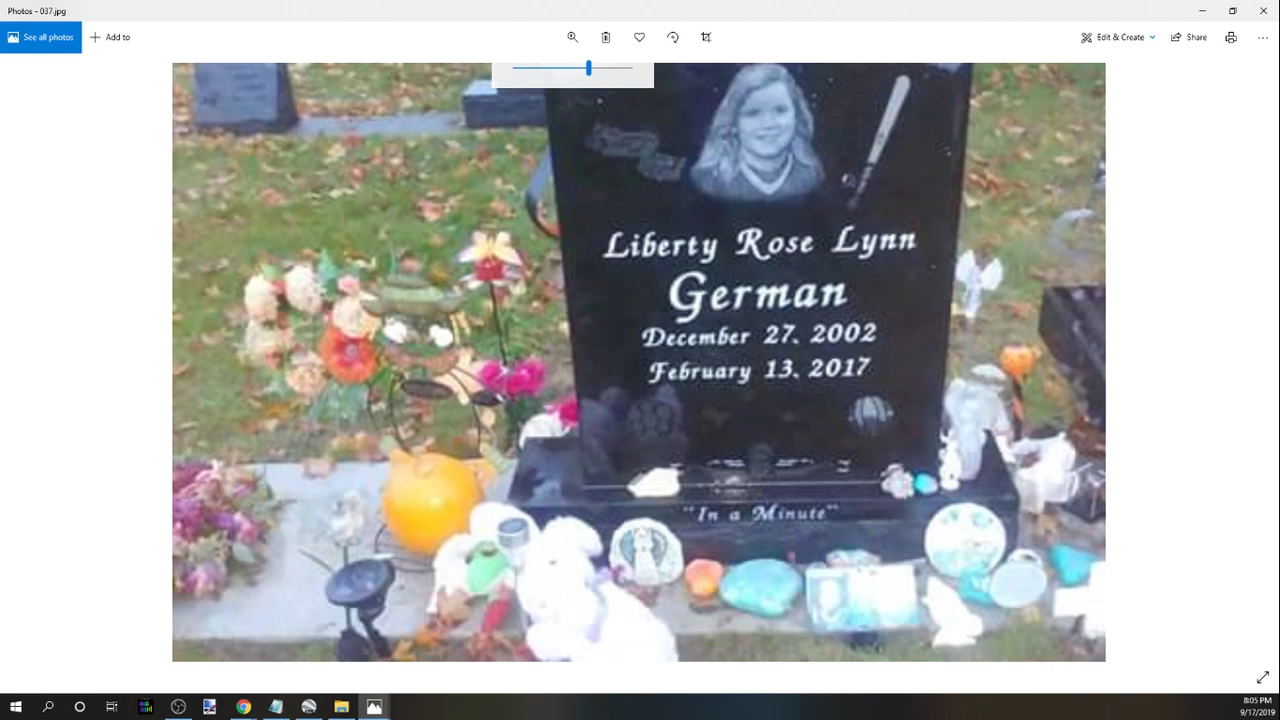 Photos - 037.jpg
See all photos
Add to
Edit & Create
Share
Liberty Rose Lynn
German
December 27, 2002
February 13, 2017
"In a Minute"
8:05 PM
9/17/2019